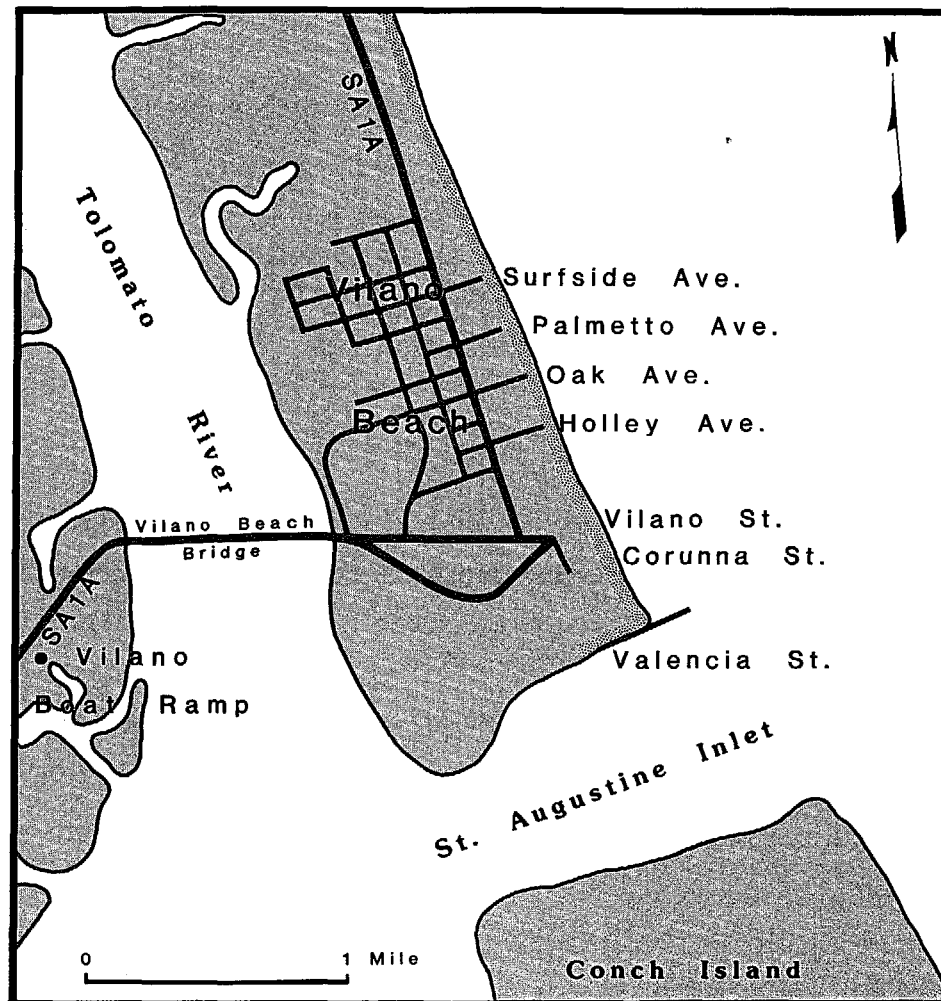 N
SA1A
Tolomato
River
Vilano
Beach
Surfside Ave.
Palmetto Ave.
Oak Ave.
Holley Ave.
Vilano St.
Corunna St.
Valencia St.
Vilano Beach
Bridge
SA1A
Vilano
Boat Ramp
St. Augustine Inlet
Conch Island
0 1 Mile